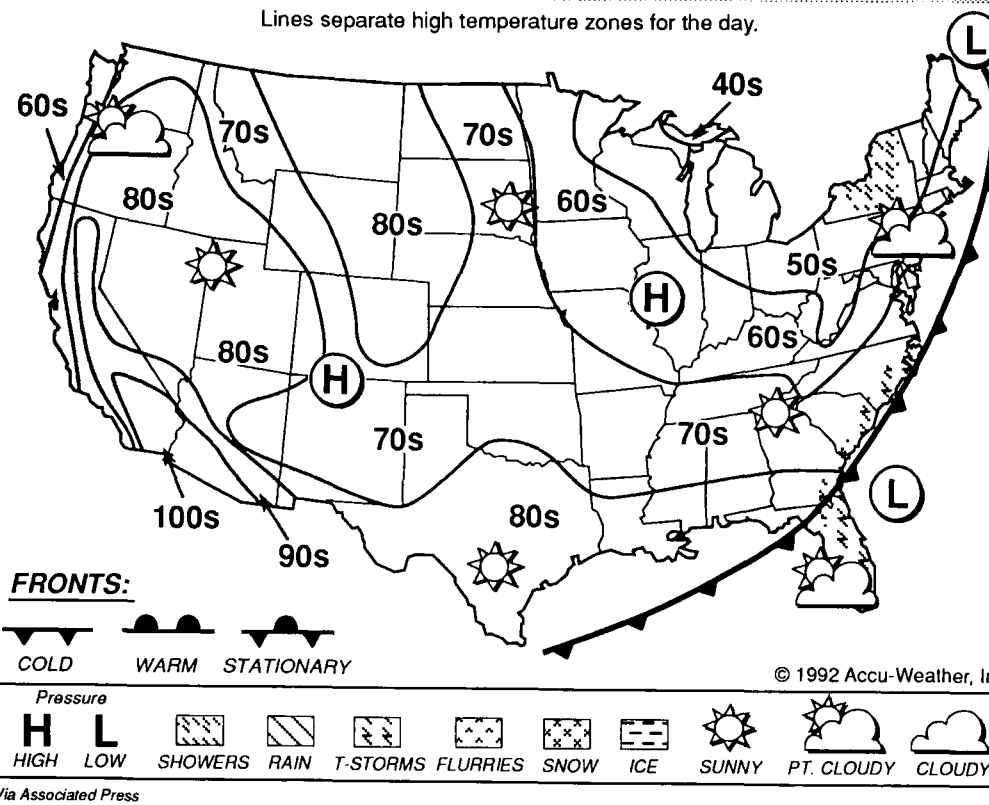 Lines separate high temperature zones for the day.
L
40s
60s
70s
70s
80s
80s
60s
50s
H
60s
80s
H
70s
70s
L
100s
90s
80s
FRONTS:
COLD WARM STATIONARY
© 1992 Accu-Weather, In
Pressure
H L
HIGH LOW SHOWERS RAIN T-STORMS FLURRIES SNOW ICE SUNNY PT. CLOUDY CLOUDY
Via Associated Press